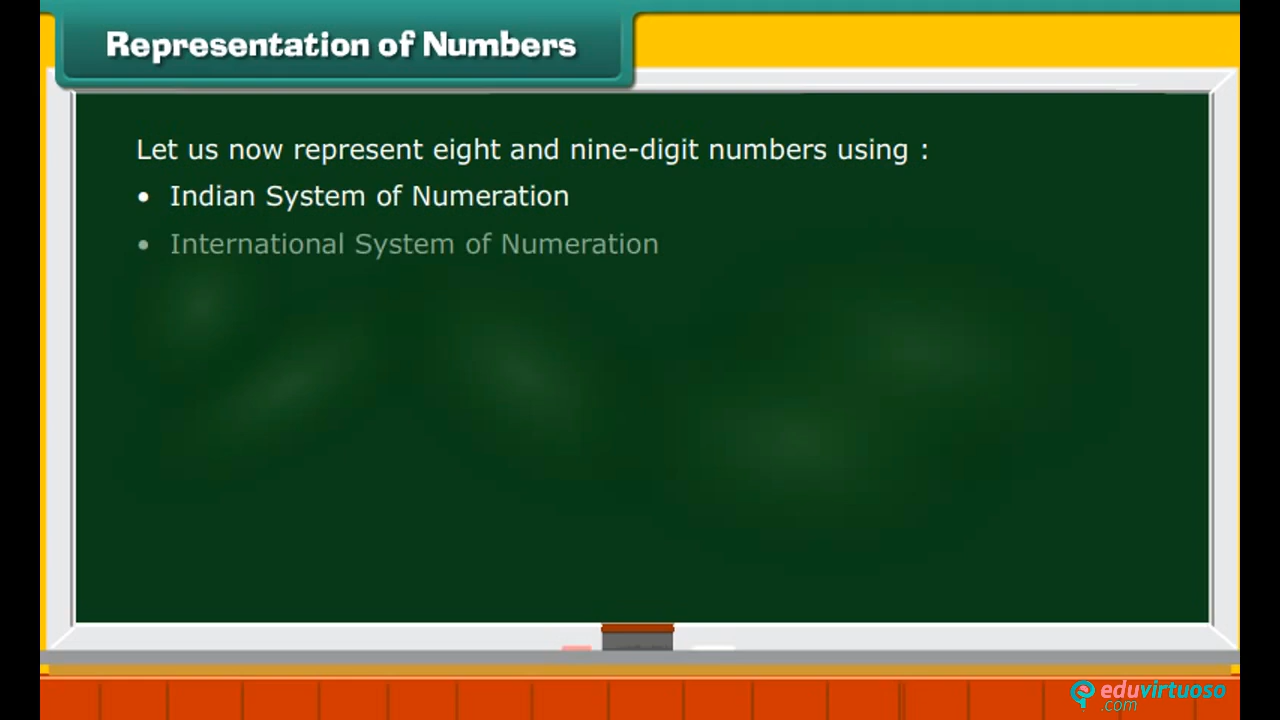 Representation of Numbers
Let us now represent eight and nine-digit numbers using :
• Indian System of Numeration
• International System of Numeration
eduvirtuoso
.com